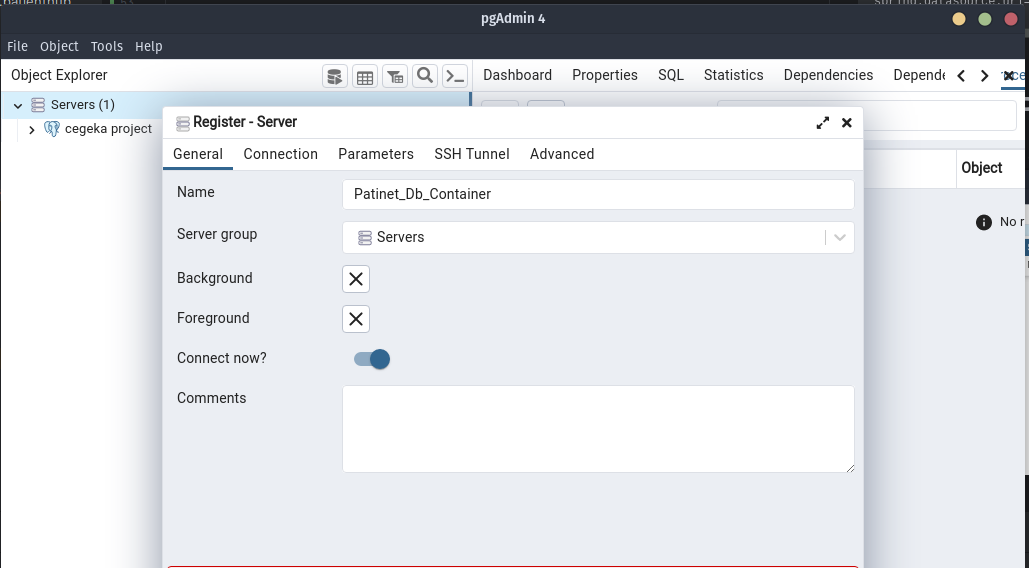 pgAdmin 4
File Object Tools Help
Object Explorer
Dashboard Properties SQL Statistics Dependencies Depende
Servers (1)
cegeka project
Register - Server
General Connection Parameters SSH Tunnel Advanced
Object
Name
Patinet_Db_Container
No r
Server group
Servers
Background
Foreground
Connect now?
Comments